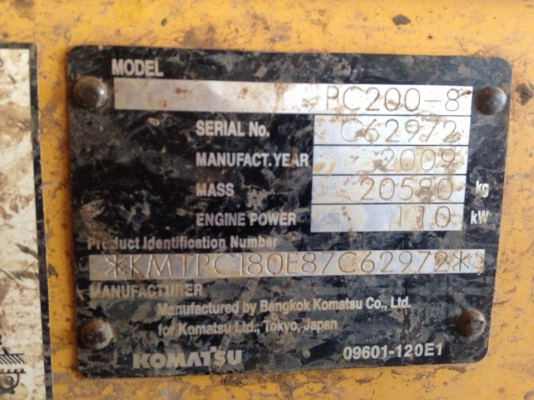 MODEL PC200-8
SERIAL No. C62972
MANUFACT.YEAR 2009
MASS 20580 kg
ENGINE POWER 110 kW
Product Identification Number
MANUFACTURER
Manufactured by Bangkok Komatsu Co., Ltd.
for Komatsu Ltd., Tokyo, Japan
KOMATSU 09601-120E1